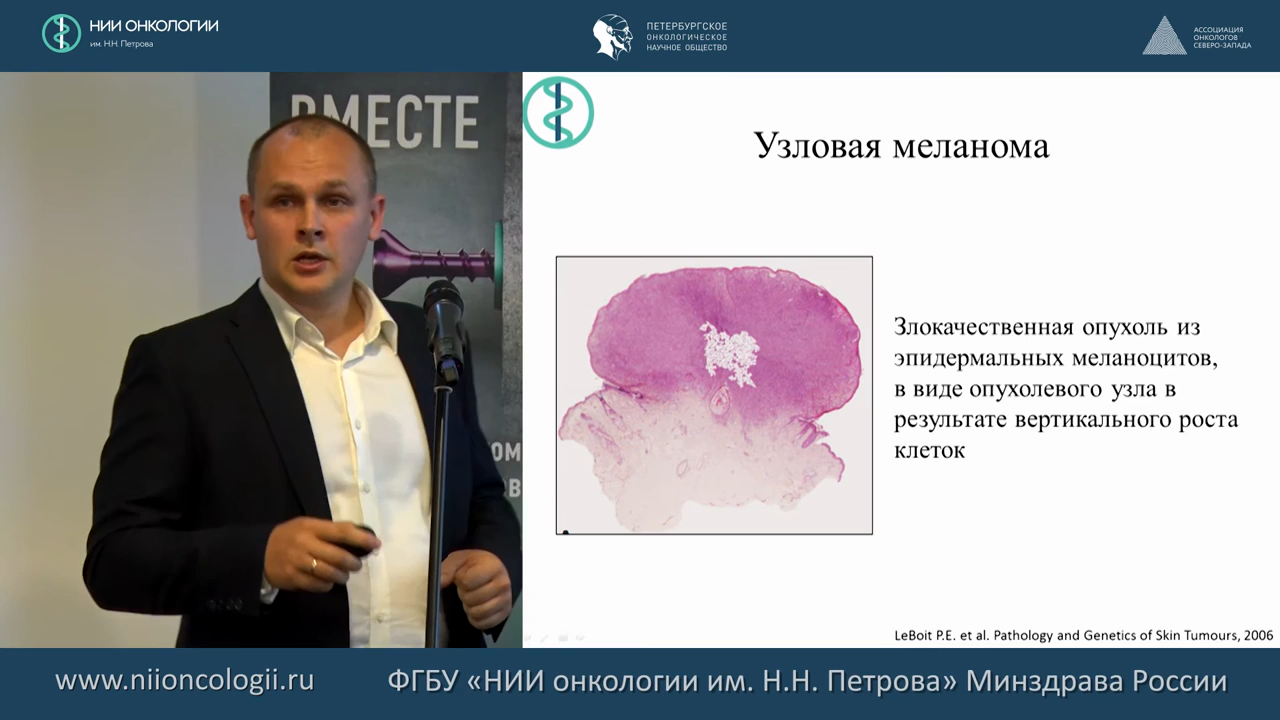 НИИ ОНКОЛОГИИ
им. Н.Н. Петрова
ПЕТЕРБУРГСКОЕ
ОНКОЛОГИЧЕСКОЕ
НАУЧНОЕ ОБЩЕСТВО
АССОЦИАЦИЯ
ОНКОЛОГОВ
СЕВЕРО-ЗАПАДА
ВМЕСТЕ
ОМ
ОВ
Узловая меланома
Злокачественная опухоль из
эпидермальных меланоцитов,
в виде опухолевого узла в
результате вертикального роста
клеток
LeBoit P.E. et al. Pathology and Genetics of Skin Tumours, 2006
www.niioncologii.ru
ФГБУ «НИИ онкологии им. Н.Н. Петрова» Минздрава России